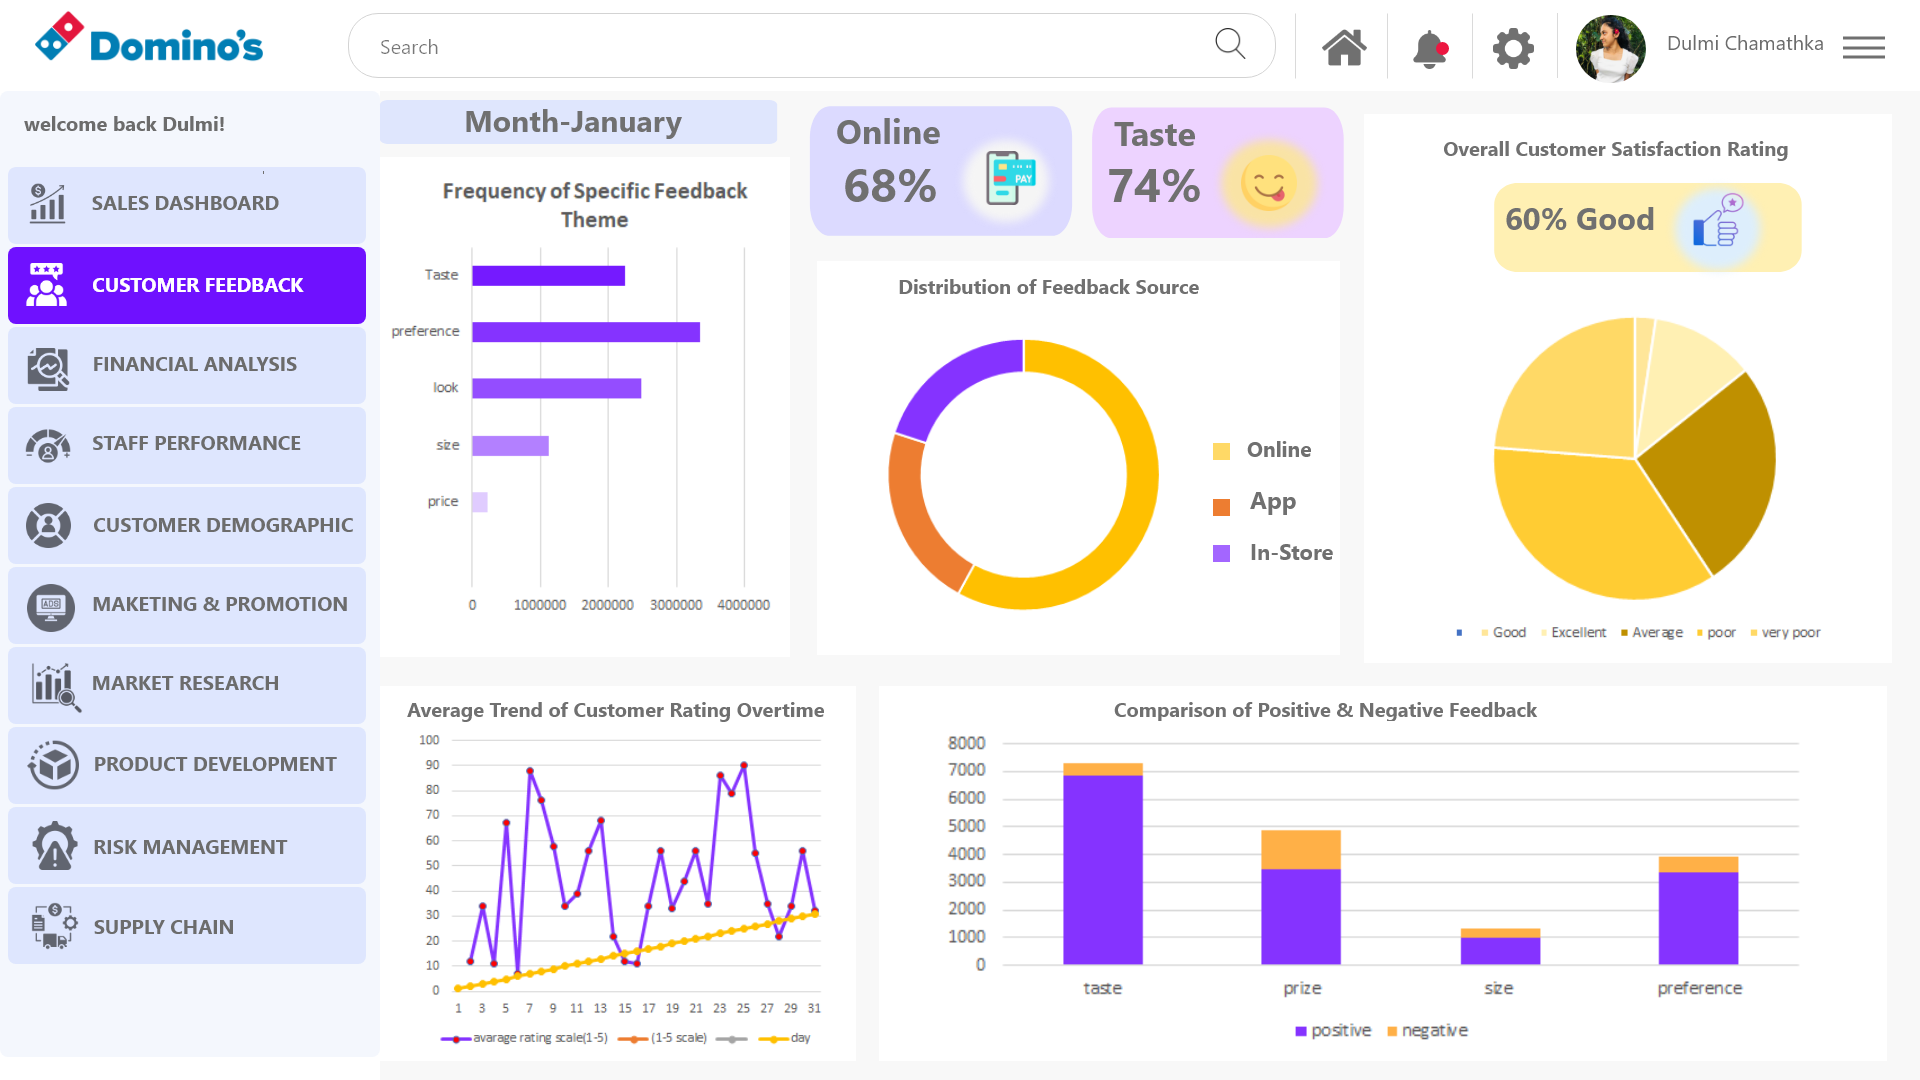 Domino's
Search
Dulmi Chamathka
welcome back Dulmi!
SALES DASHBOARD
CUSTOMER FEEDBACK
FINANCIAL ANALYSIS
STAFF PERFORMANCE
CUSTOMER DEMOGRAPHIC
ADS
MAKETING & PROMOTION
MARKET RESEARCH
PRODUCT DEVELOPMENT
RISK MANAGEMENT
SUPPLY CHAIN
Month-January
Frequency of Specific Feedback
Theme
Taste
preference
look
size
price
0 1000000 2000000 3000000 4000000
Online
68%
PAY
Taste
74%
Distribution of Feedback Source
Online
App
In-Store
Overall Customer Satisfaction Rating
60% Good
Good Excellent Average poor very poor
Average Trend of Customer Rating Overtime
100
90
80
70
60
50
40
30
20
10
0
1 3 5 7 9 11 13 15 17 19 21 23 25 27 29 31
avarage rating scale(1-5) (1-5 scale) day
Comparison of Positive & Negative Feedback
8000
7000
6000
5000
4000
3000
2000
1000
0
taste prize size preference
positive negative